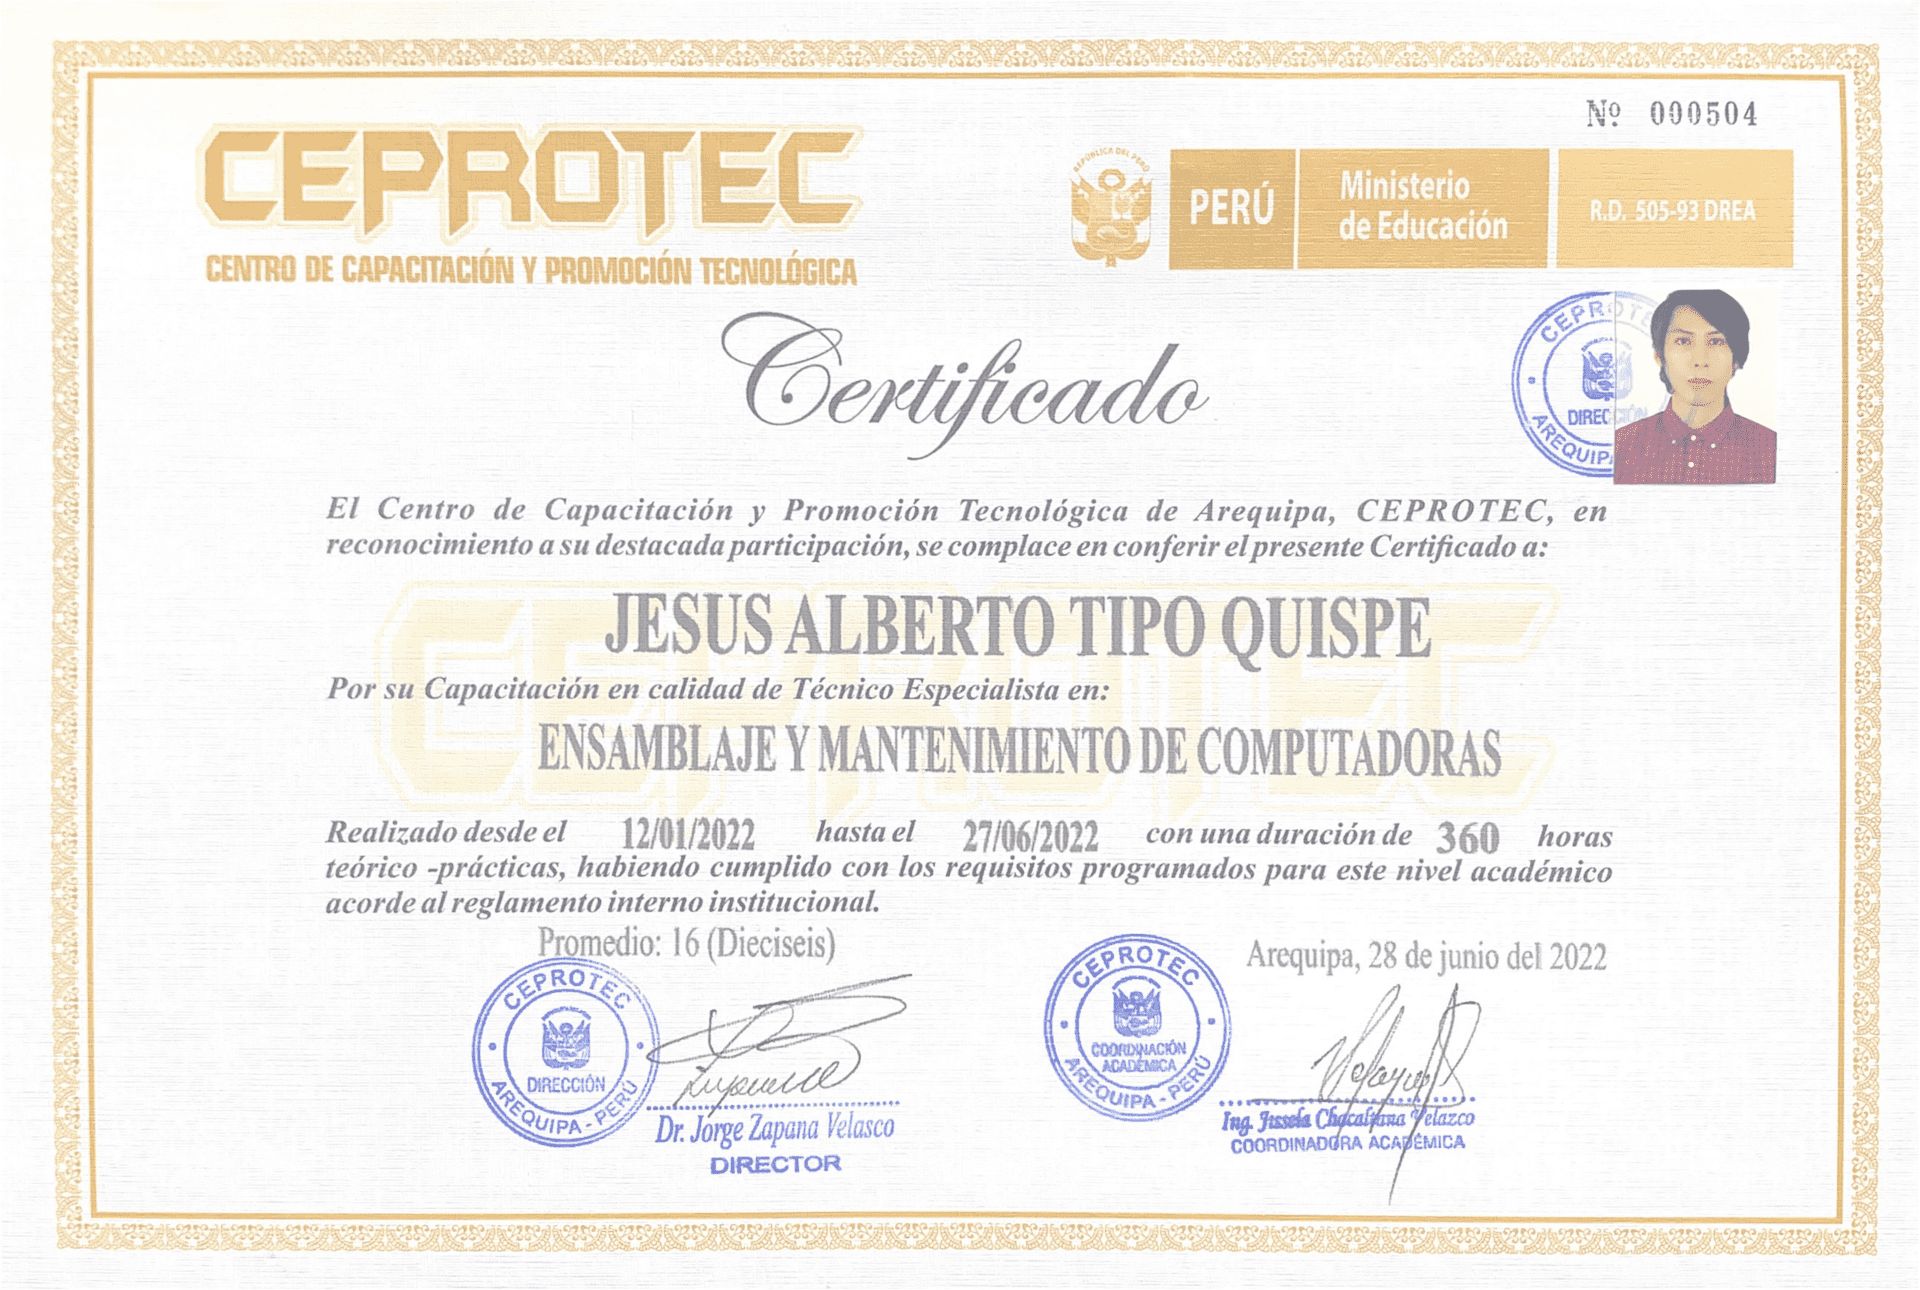 Nº 000504
CEPROTEC
CENTRO DE CAPACITACIÓN Y PROMOCIÓN TECNOLÓGICA
REPÚBLICA DEL PERÚ
PERÚ
Ministerio
de Educación
R.D. 505-93 DREA
CEPROTE
DIRECCIÓN
AREQUIPA
Certificado
El Centro de Capacitación y Promoción Tecnológica de Arequipa, CEPROTEC, en
reconocimiento a su destacada participación, se complace en conferir el presente Certificado a:
CEPROTEC
JESUS ALBERTO TIPO QUISPE
Por su Capacitación en calidad de Técnico Especialista en:
ENSAMBLAJE Y MANTENIMIENTO DE COMPUTADORAS
Realizado desde el 12/01/2022 hasta el 27/06/2022 con una duración de 360 horas
teórico -prácticas, habiendo cumplido con los requisitos programados para este nivel académico
acorde al reglamento interno institucional.
Promedio: 16 (Dieciseis)
Arequipa, 28 de junio del 2022
CEPROTEC
DIRECCIÓN
AREQUIPA - PERÚ
Dr. Jorge Zapana Velasco
DIRECTOR
CEPROTEC
COORDINACIÓN
ACADÉMICA
AREQUIPA - PERÚ
Ing. Jissela Chacaltana Velazco
COORDINADORA ACADÉMICA